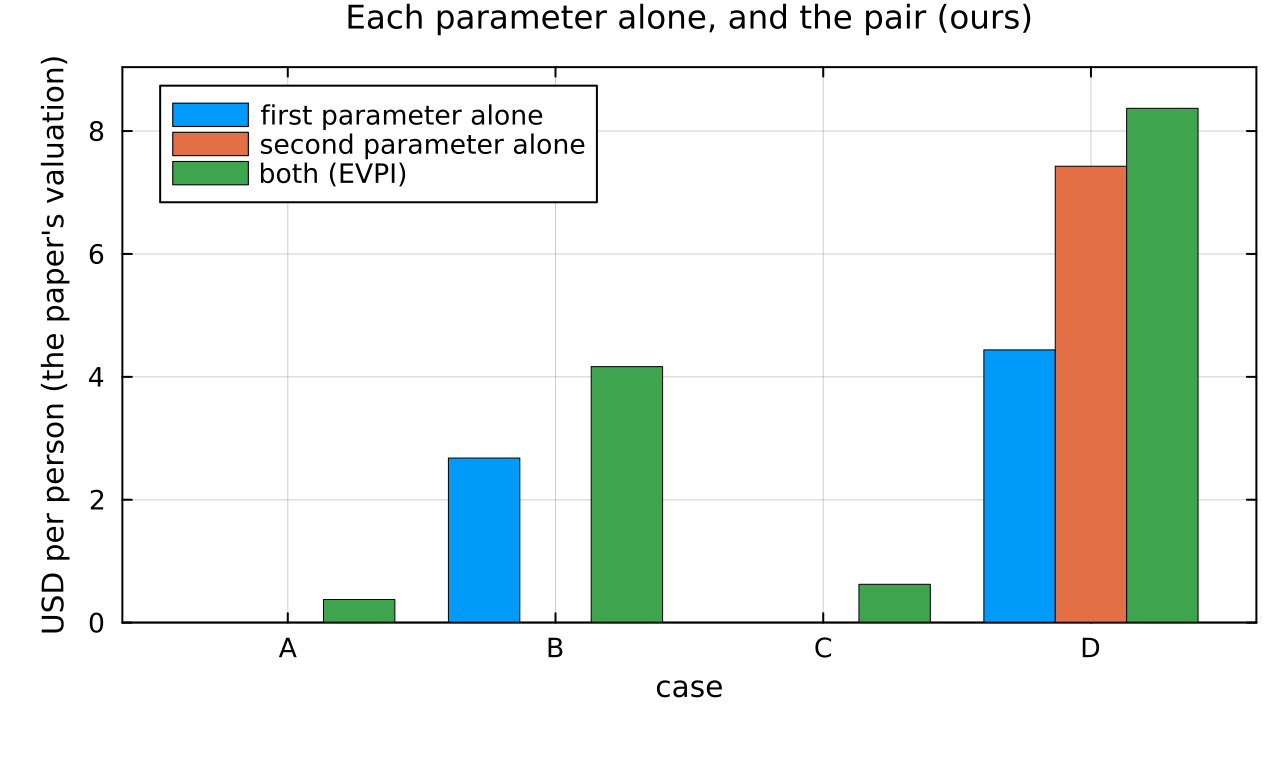 Each parameter alone, and the pair (ours)
USD per person (the paper's valuation)
first parameter alone
second parameter alone
both (EVPI)
8
6
4
2
0
A B C D
case